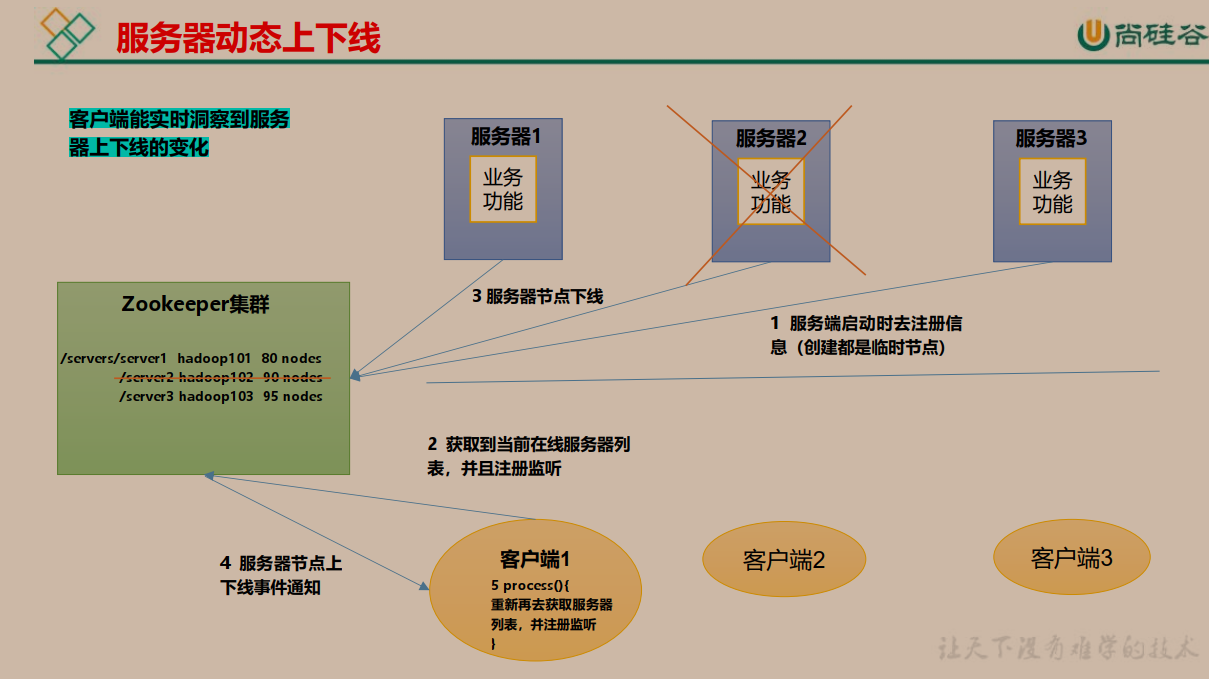 服务器动态上下线
尚硅谷
客户端能实时洞察到服务
器上下线的变化
服务器1
业务
功能
服务器2
业务
功能
服务器3
业务
功能
3 服务器节点下线
Zookeeper集群
1 服务端启动时去注册信
息（创建都是临时节点)
/servers/server1 hadoop101 80 nodes
/server2 hadoop102 90 nodes
/server3 hadoop103 95 nodes
2 获取到当前在线服务器列
表，并且注册监听
4 服务器节点上
下线事件通知
客户端1
5 process(){
重新再去获取服务器
列表，并注册监听
}
客户端2
客户端3
让天下没有难学的技术